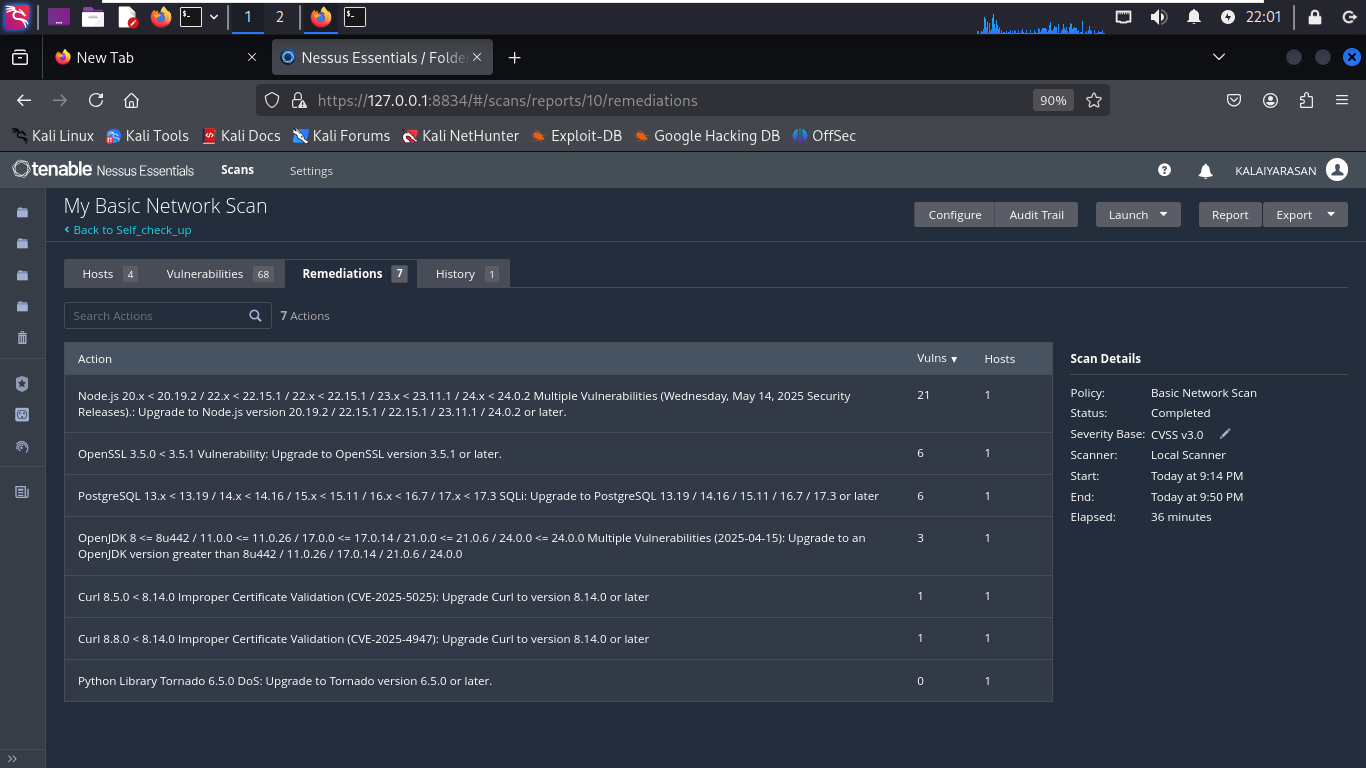 1
2
22:01
New Tab
Nessus Essentials / Folde
https://127.0.0.1:8834/#/scans/reports/10/remediations
90%
Kali Linux
Kali Tools
Kali Docs
Kali Forums
Kali NetHunter
Exploit-DB
Google Hacking DB
OffSec
tenable Nessus Essentials
Scans
Settings
KALAIYARASAN
My Basic Network Scan
Back to Self_check_up
Configure
Audit Trail
Launch
Report
Export
Hosts 4
Vulnerabilities 68
Remediations 7
History 1
Search Actions
7 Actions
Action Vulns Hosts
Node.js 20.x < 20.19.2 / 22.x < 22.15.1 / 22.x < 22.15.1 / 23.x < 23.11.1 / 24.x < 24.0.2 Multiple Vulnerabilities (Wednesday, May 14, 2025 Security 21 1
Releases).: Upgrade to Node.js version 20.19.2 / 22.15.1 / 22.15.1 / 23.11.1 / 24.0.2 or later.
OpenSSL 3.5.0 < 3.5.1 Vulnerability: Upgrade to OpenSSL version 3.5.1 or later. 6 1
PostgreSQL 13.x < 13.19 / 14.x < 14.16 / 15.x < 15.11 / 16.x < 16.7 / 17.x < 17.3 SQLi: Upgrade to PostgreSQL 13.19 / 14.16 / 15.11 / 16.7 / 17.3 or later 6 1
OpenJDK 8 <= 8u442 / 11.0.0 <= 11.0.26 / 17.0.0 <= 17.0.14 / 21.0.0 <= 21.0.6 / 24.0.0 <= 24.0.0 Multiple Vulnerabilities (2025-04-15): Upgrade to an 3 1
OpenJDK version greater than 8u442 / 11.0.26 / 17.0.14 / 21.0.6 / 24.0.0
Curl 8.5.0 < 8.14.0 Improper Certificate Validation (CVE-2025-5025): Upgrade Curl to version 8.14.0 or later 1 1
Curl 8.8.0 < 8.14.0 Improper Certificate Validation (CVE-2025-4947): Upgrade Curl to version 8.14.0 or later 1 1
Python Library Tornado 6.5.0 DoS: Upgrade to Tornado version 6.5.0 or later. 0 1
Scan Details
Policy: Basic Network Scan
Status: Completed
Severity Base: CVSS v3.0
Scanner: Local Scanner
Start: Today at 9:14 PM
End: Today at 9:50 PM
Elapsed: 36 minutes